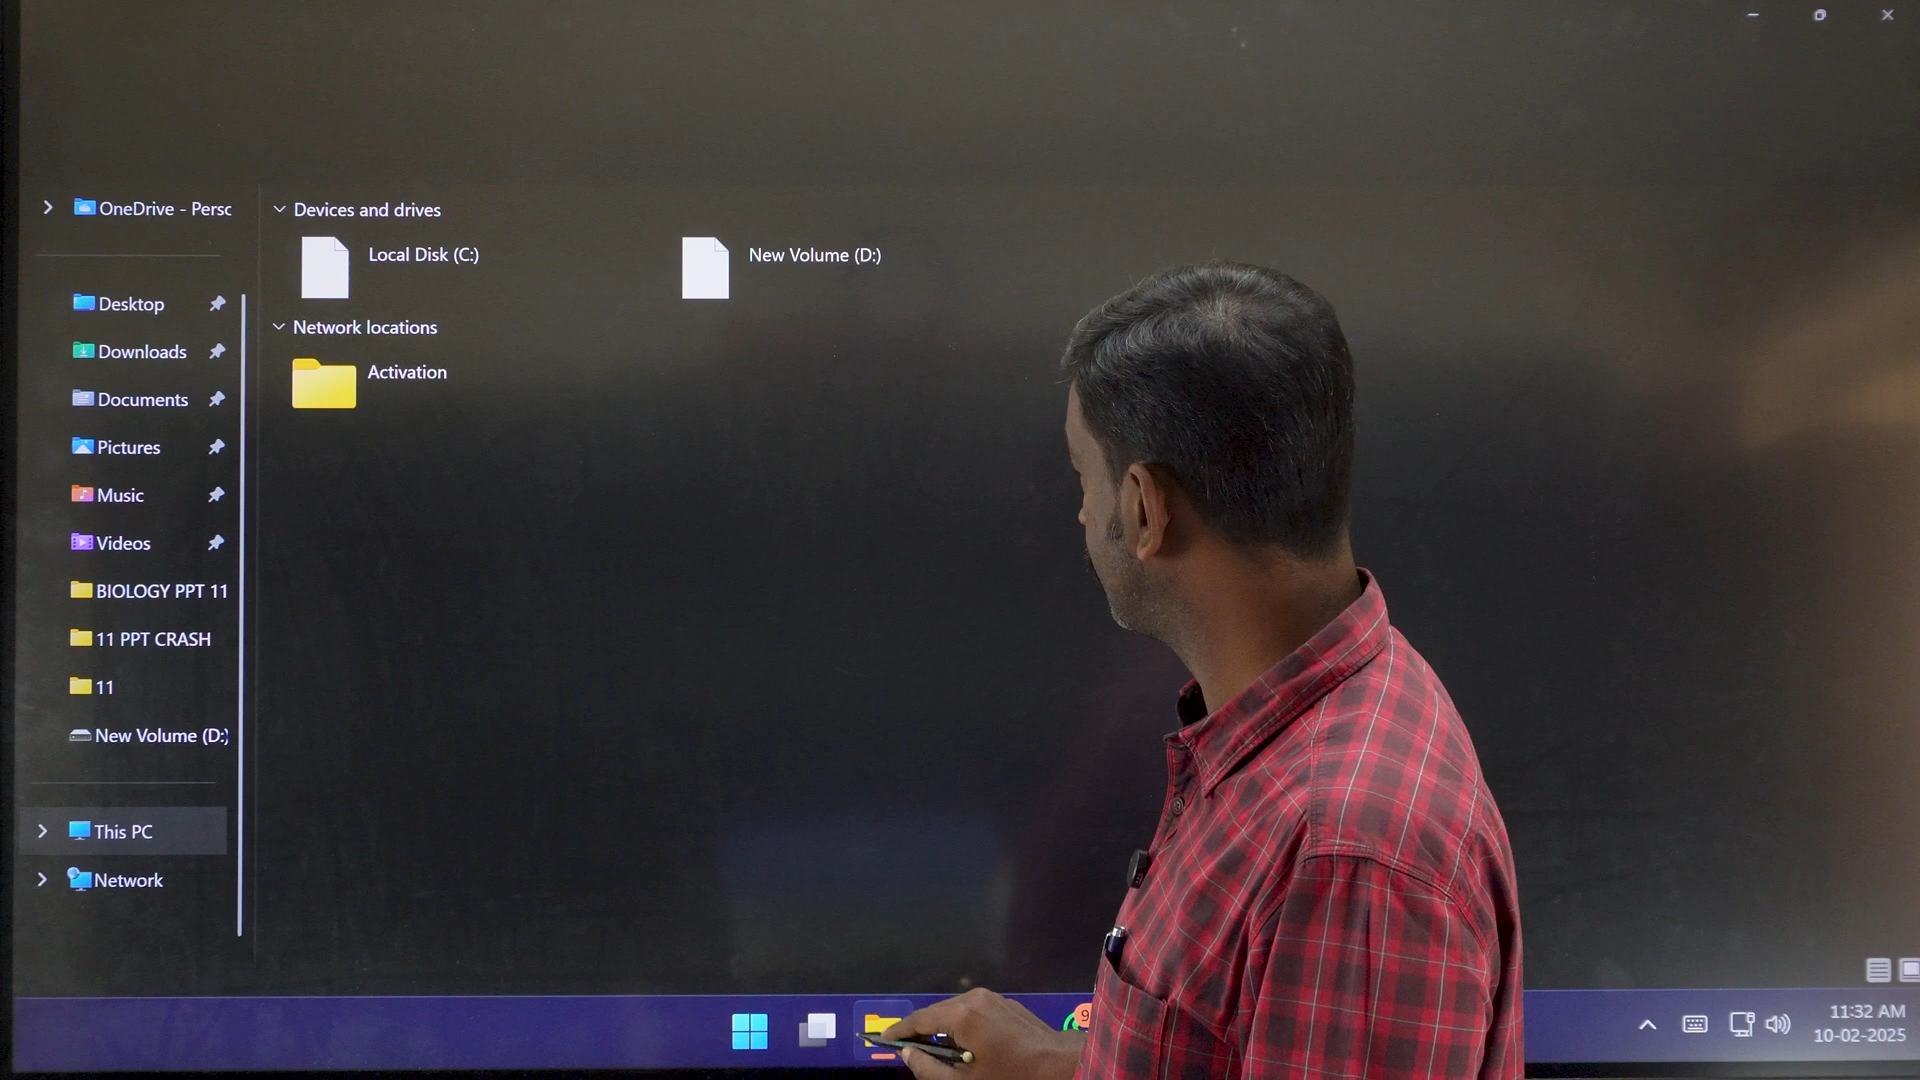 OneDrive - Persc
Desktop
Downloads
Documents
Pictures
Music
Videos
BIOLOGY PPT 11
11 PPT CRASH
11
New Volume (D:)
This PC
Network
Devices and drives
Local Disk (C:)
New Volume (D:)
Network locations
Activation
9
11:32 AM
10-02-2025